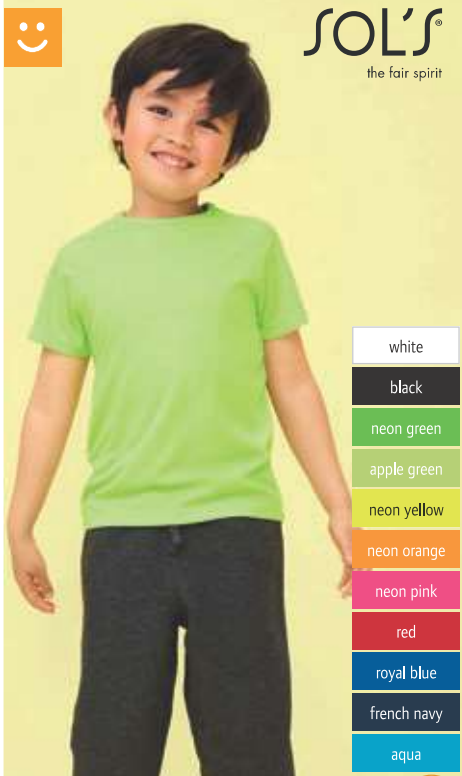 SOL'S®
the fair spirit
white
black
neon green
apple green
neon yellow
neon orange
neon pink
red
royal blue
french navy
aqua